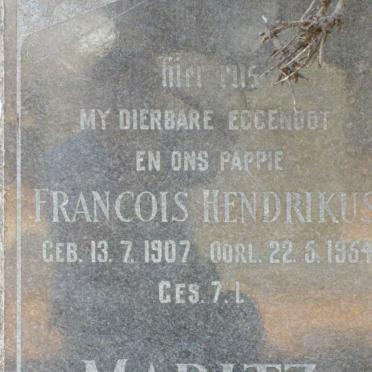 Hier rus
MY DIERBARE EGGENOOT
EN ONS PAPPIE
FRANCOIS HENDRIKUS
GEB. 13. 7. 1907 OORL. 22. 5. 1964
GES. 7. 1.
MARITZ